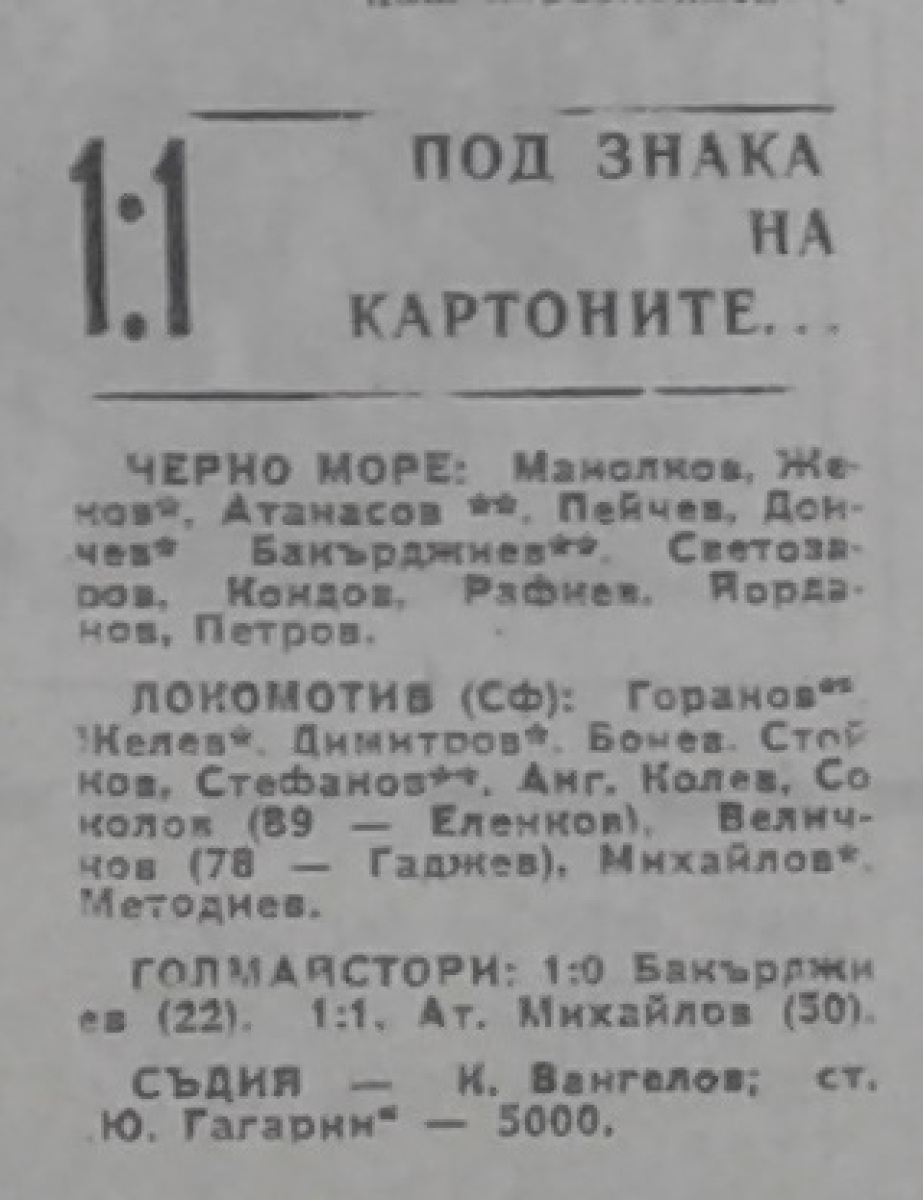 1:1
ПОД ЗНАКА
НА
КАРТОНИТЕ...
ЧЕРНО МОРЕ: Манолков, Же-
ков*, Атанасов **, Пейчев, Дон-
чев* Бакърджиев**. Светоза-
ров, Кондов, Рафиев. Йорда-
нов, Петров.
ЛОКОМОТИВ (Сф): Горанов**
Желев*. Димитров*. Бонев. Стой
ков, Стефанов**, Анг. Колев, Со
колов (89 — Еленков), Велич-
ков (78 — Гаджев), Михайлов*.
Методиев.
ГОЛМАЙСТОРИ: 1:0 Бакърджи
ев (22). 1:1, Ат. Михайлов (50).
СЪДИЯ — К. Вангелов; ст.
„Ю. Гагарин“ — 5000.